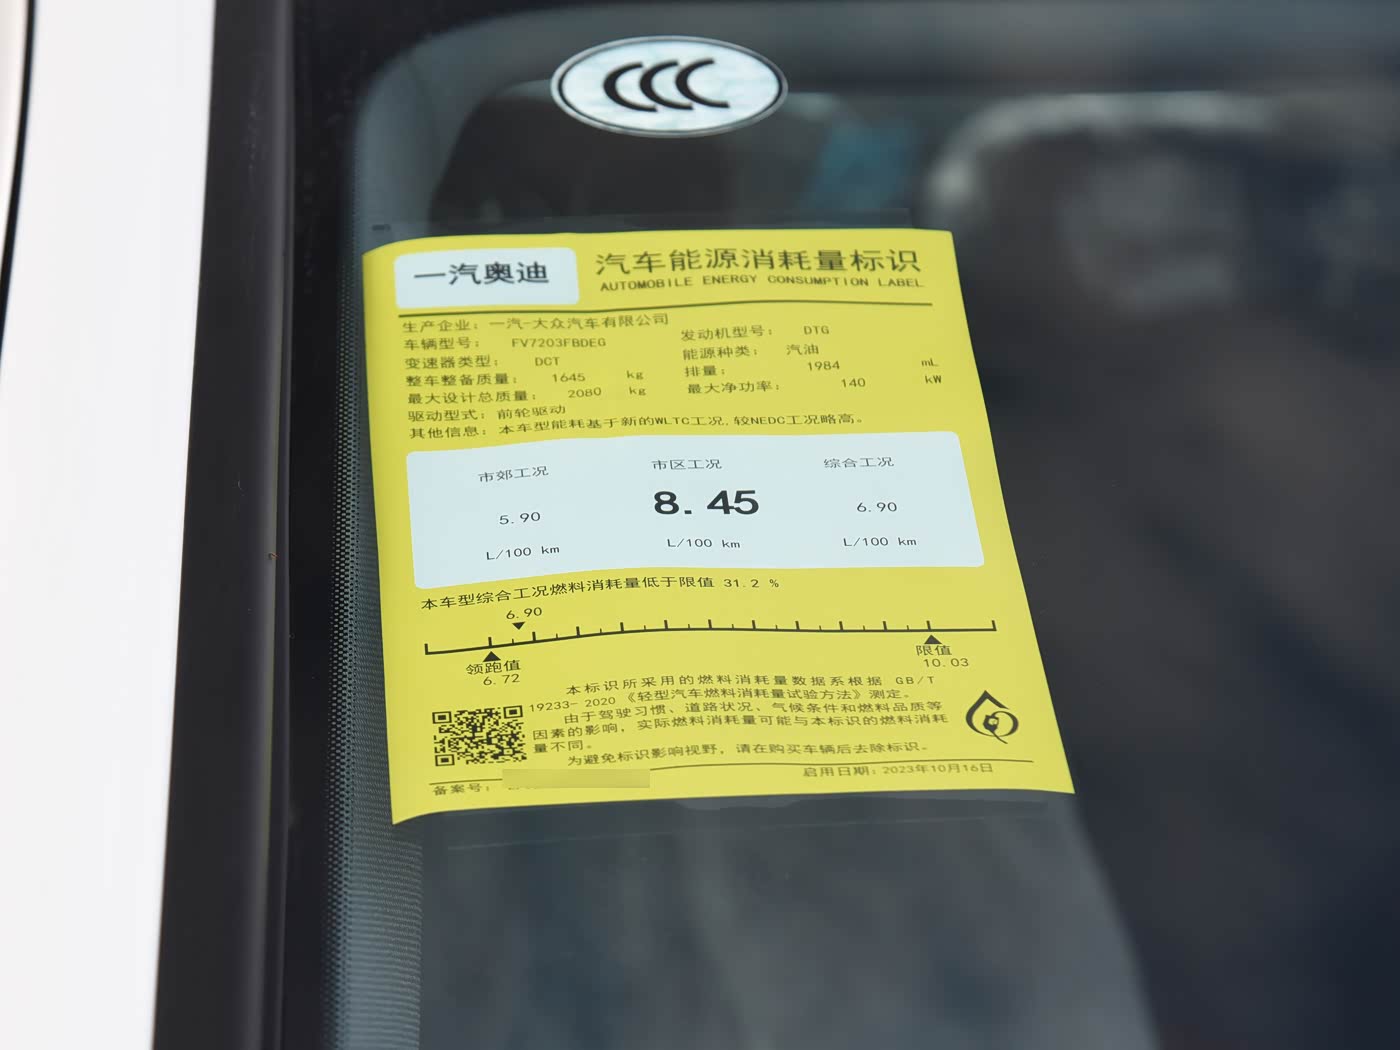 CCC
一汽奥迪
汽车能源消耗量标识
AUTOMOBILE ENERGY CONSUMPTION LABEL
生产企业：一汽-大众汽车有限公司
车辆型号： FV7203FBDEG 发动机型号： DTG
变速器类型： DCT 能源种类： 汽油
整车整备质量： 1645 kg 排量： 1984 mL
最大设计总质量： 2080 kg 最大净功率： 140 kW
驱动型式：前轮驱动
其他信息：本车型能耗基于新的WLTC工况,较NEDC工况略高。
市郊工况 市区工况 综合工况
5.90 8.45 6.90
L/100 km L/100 km L/100 km
本车型综合工况燃料消耗量低于限值 31.2 %
6.90
领跑值 限值
6.72 10.03
本标识所采用的燃料消耗量数据系根据 GB/T
19233-2020《轻型汽车燃料消耗量试验方法》测定。
由于驾驶习惯、道路状况、气候条件和燃料品质等
因素的影响，实际燃料消耗量可能与本标识的燃料消耗
量不同。
为避免标识影响视野，请在购买车辆后去除标识。
备案号： 启用日期：2023年10月16日